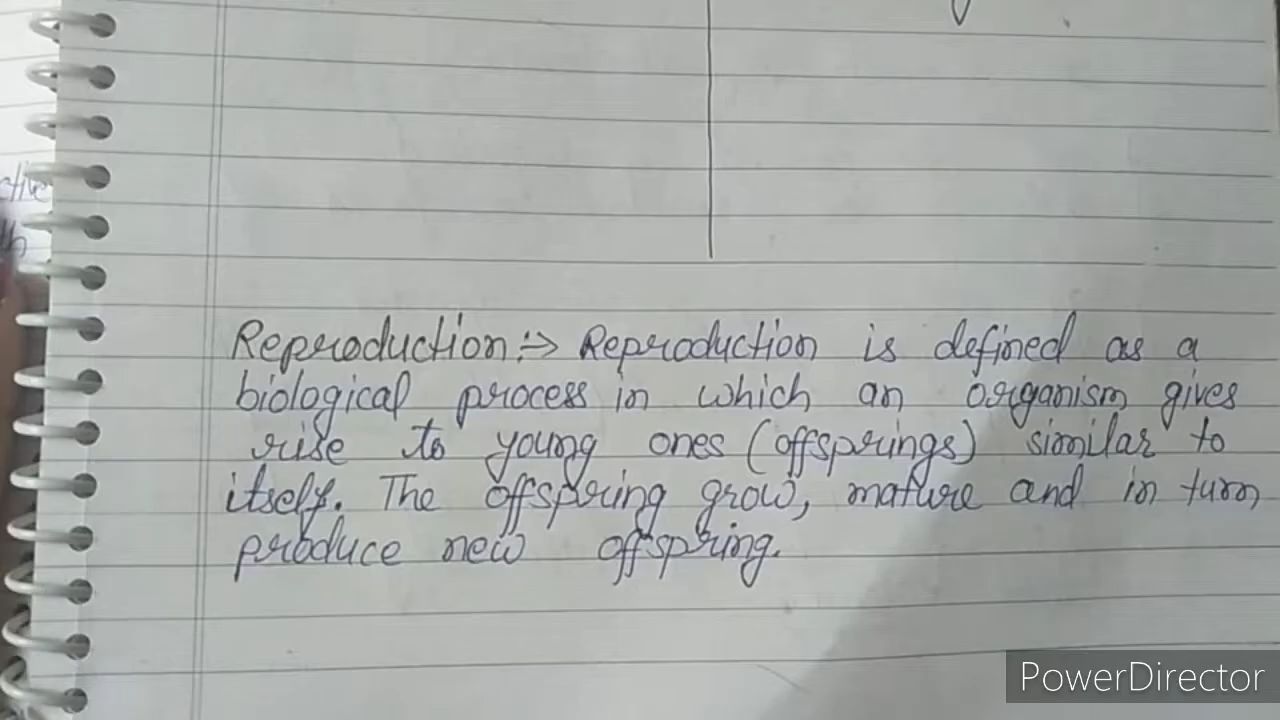 Reproduction :-> Reproduction is defined as a
biological process in which an organism gives
rise to young ones (offsprings) similar to
itself. The offspring grow, mature and in turn
produce new offspring.
PowerDirector